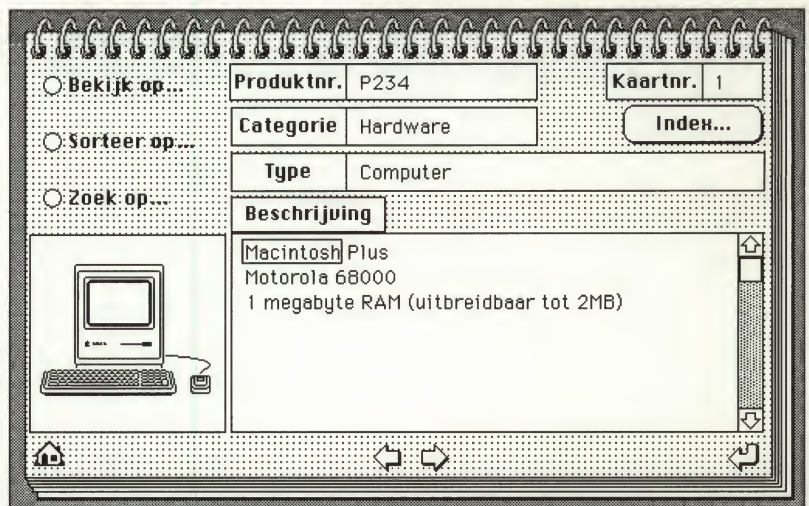 Bekijk op...
Sorteer op...
Zoek op...
Produktnr. P234
Kaartnr. 1
Categorie Hardware
Index...
Type Computer
Beschrijving
Macintosh Plus
Motorola 68000
1 megabyte RAM (uitbreidbaar tot 2MB)